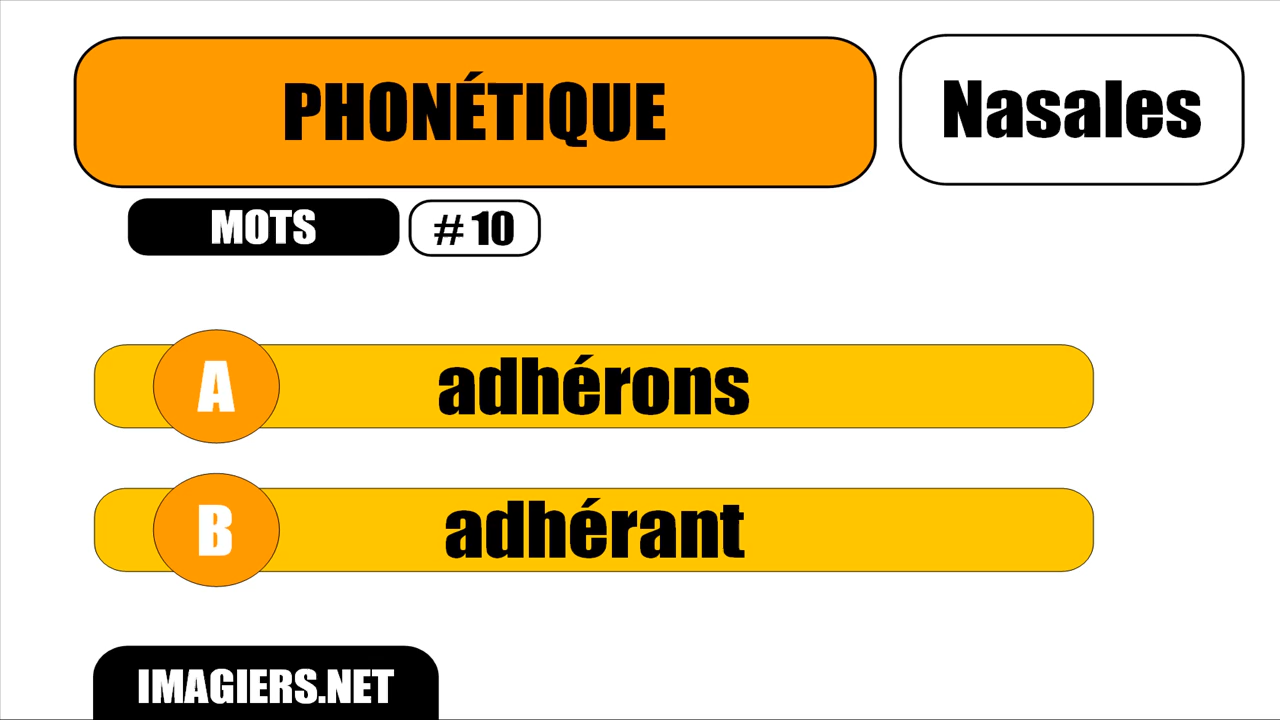 PHONÉTIQUE
Nasales
MOTS
# 10
A
adhérons
B
adhérant
IMAGIERS.NET